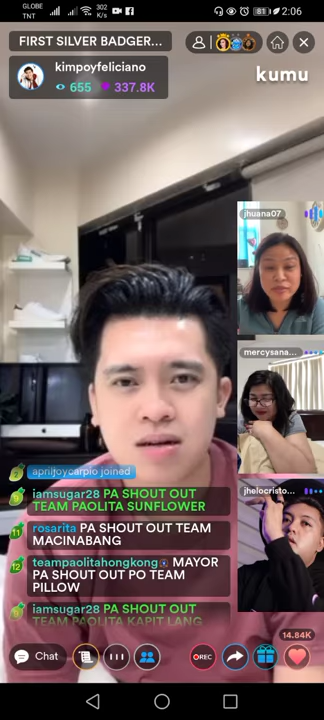 GLOBE
TNT
302
K/s
81
2:06
FIRST SILVER BADGER...
kimpoyfeliciano
655
337.8K
kumu
jhuana07
mercysana...
jhelocristo...
apriljoycarpio joined
iamsugar28 PA SHOUT OUT
TEAM PAOLITA SUNFLOWER
11
rosarita PA SHOUT OUT TEAM
MACINABANG
12
teampaolitahongkong MAYOR
PA SHOUT OUT PO TEAM
PILLOW
iamsugar28 PA SHOUT OUT
TEAM PAOLITA KAPIT LANG
14.84K
Chat
REC